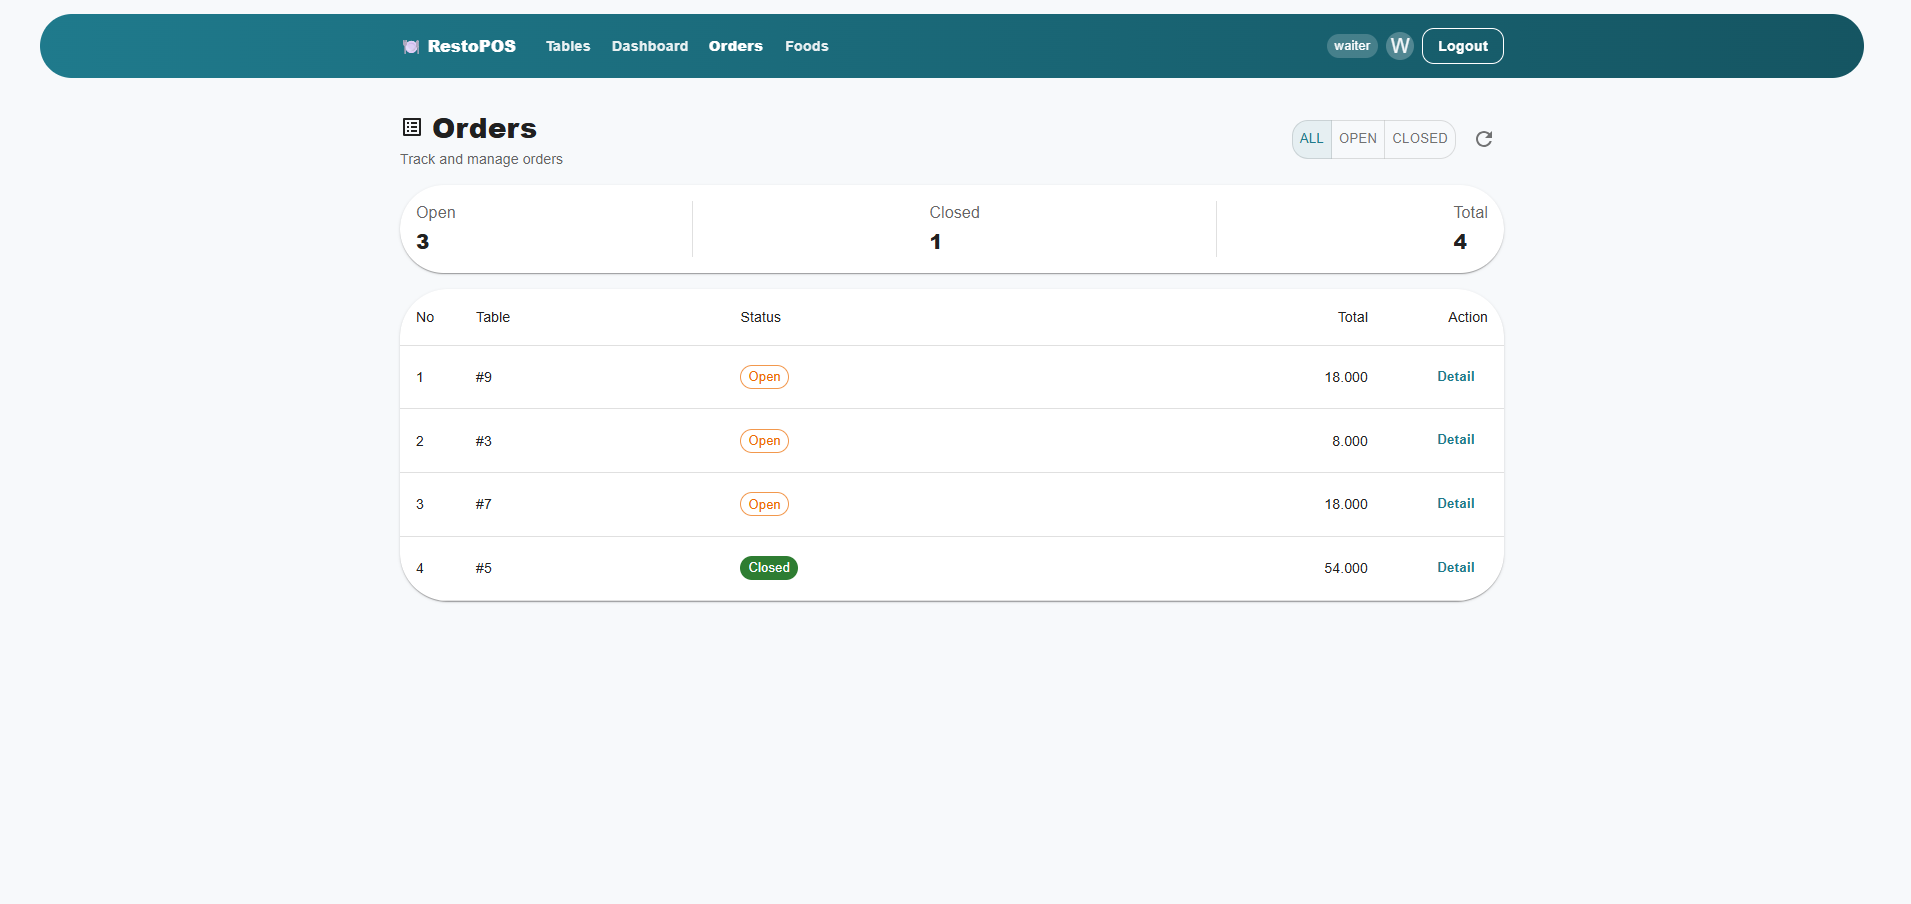 RestoPOS Tables Dashboard Orders Foods waiter W Logout
Orders
ALL OPEN CLOSED
Track and manage orders
Open Closed Total
3 1 4
No Table Status Total Action
1 #9 Open 18.000 Detail
2 #3 Open 8.000 Detail
3 #7 Open 18.000 Detail
4 #5 Closed 54.000 Detail